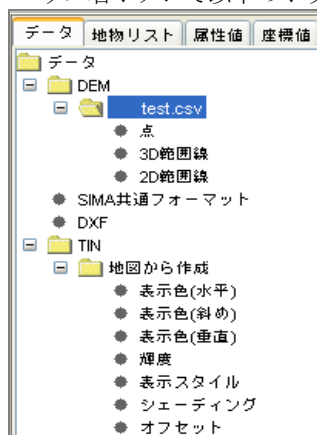 データ 地物リスト 属性値 座標値
データ
DEM
test.csv
点
3D範囲線
2D範囲線
SIMA共通フォーマット
DXF
TIN
地図から作成
表示色(水平)
表示色(斜め)
表示色(垂直)
輝度
表示スタイル
シェーディング
オフセット